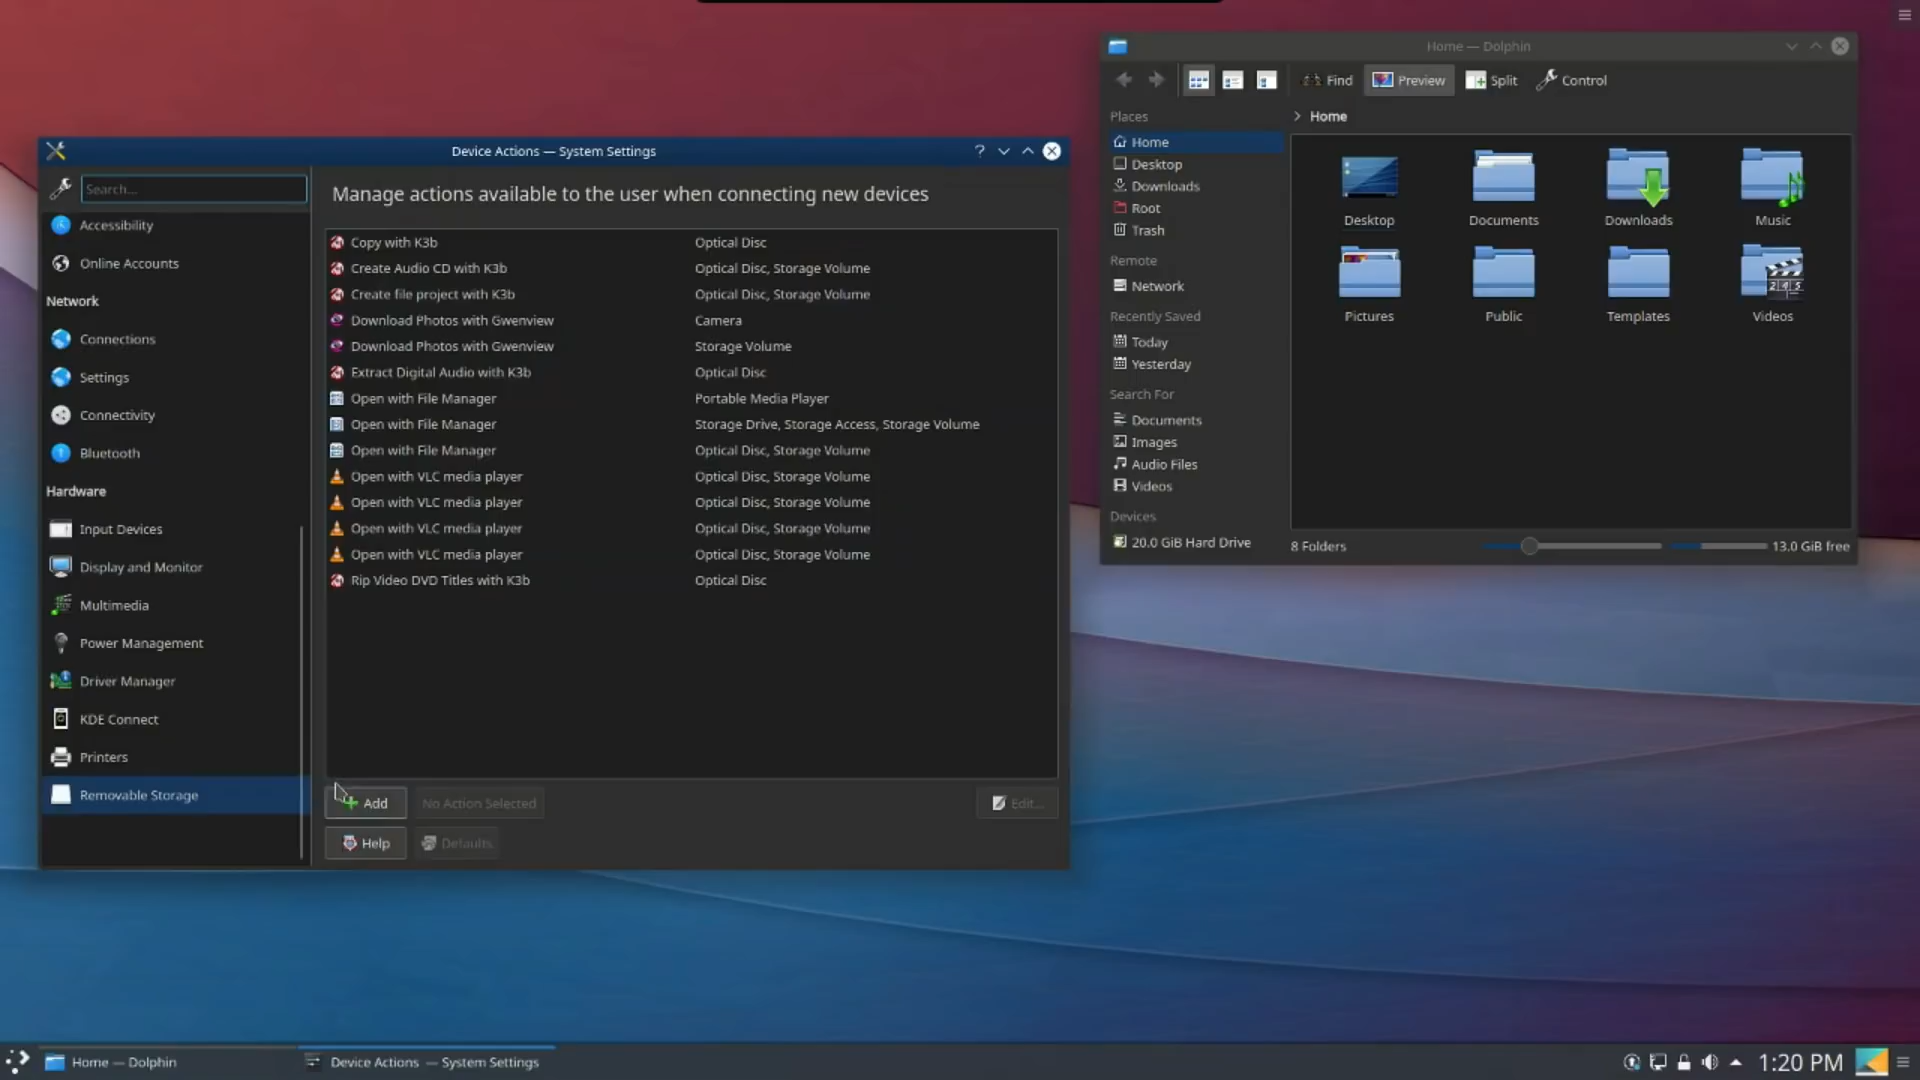 Device Actions — System Settings
?
Search...
Accessibility
Online Accounts
Network
Connections
Settings
Connectivity
Bluetooth
Hardware
Input Devices
Display and Monitor
Multimedia
Power Management
Driver Manager
KDE Connect
Printers
Removable Storage
Manage actions available to the user when connecting new devices
Copy with K3b Optical Disc
Create Audio CD with K3b Optical Disc, Storage Volume
Create file project with K3b Optical Disc, Storage Volume
Download Photos with Gwenview Camera
Download Photos with Gwenview Storage Volume
Extract Digital Audio with K3b Optical Disc
Open with File Manager Portable Media Player
Open with File Manager Storage Drive, Storage Access, Storage Volume
Open with File Manager Optical Disc, Storage Volume
Open with VLC media player Optical Disc, Storage Volume
Open with VLC media player Optical Disc, Storage Volume
Open with VLC media player Optical Disc, Storage Volume
Open with VLC media player Optical Disc, Storage Volume
Rip Video DVD Titles with K3b Optical Disc
Add No Action Selected Edit...
Help Defaults
Home — Dolphin
Find Preview Split Control
Places
Home
Desktop
Downloads
Root
Trash
Remote
Network
Recently Saved
Today
Yesterday
Search For
Documents
Images
Audio Files
Videos
Devices
20.0 GiB Hard Drive
> Home
Desktop Documents Downloads Music
Pictures Public Templates Videos
8 Folders 13.0 GiB free
Home — Dolphin Device Actions — System Settings 1:20 PM